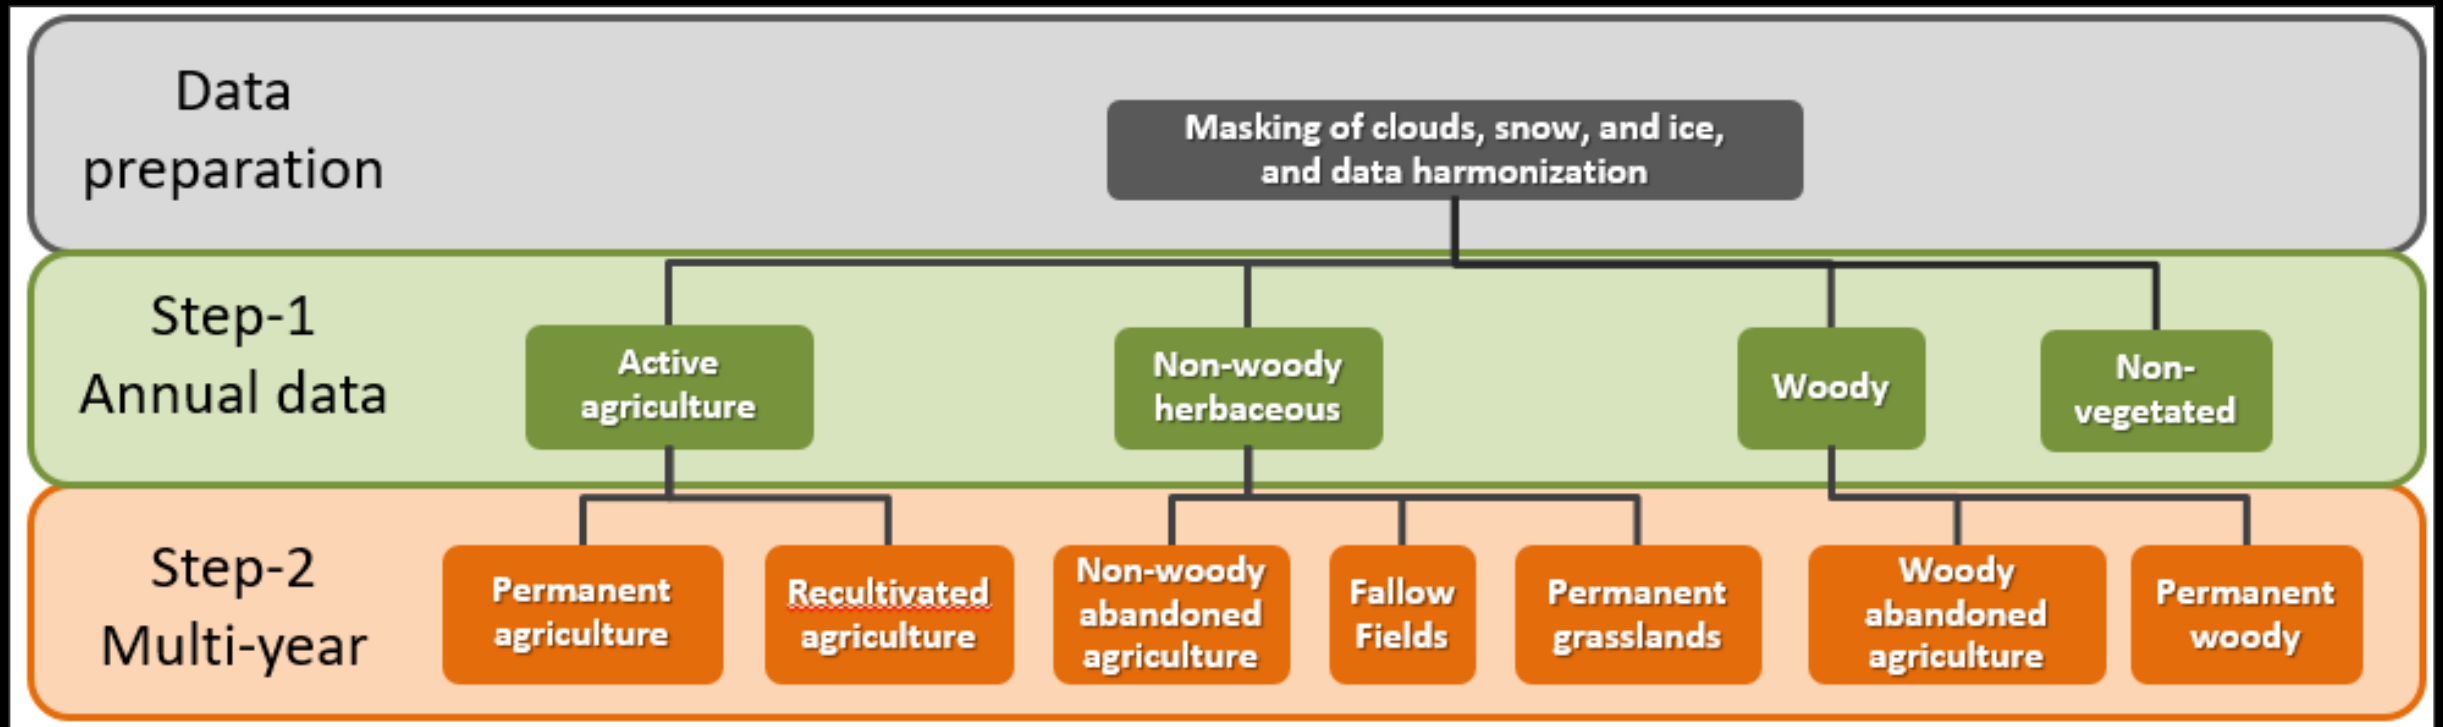 Data
preparation
Masking of clouds, snow, and ice,
and data harmonization
Step-1
Annual data
Active
agriculture
Non-woody
herbaceous
Woody
Non-
vegetated
Step-2
Multi-year
Permanent
agriculture
Recultivated
agriculture
Non-woody
abandoned
agriculture
Fallow
Fields
Permanent
grasslands
Woody
abandoned
agriculture
Permanent
woody